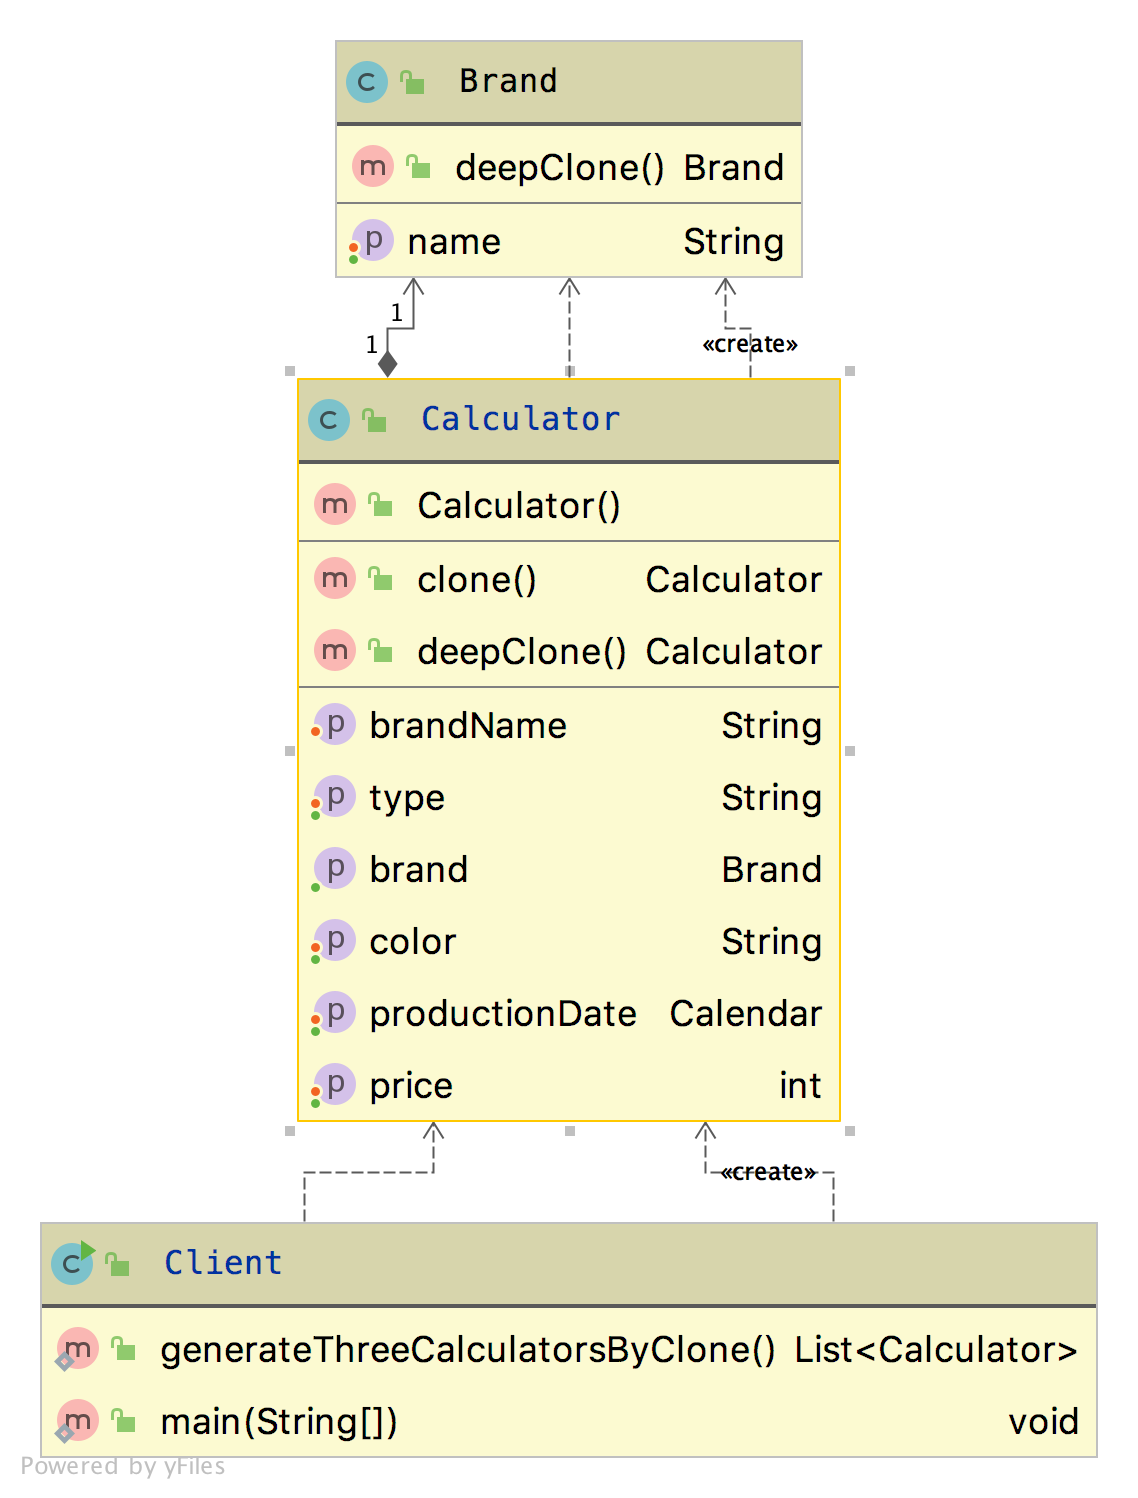 Brand
deepClone() Brand
name String
1
1
«create»
Calculator
Calculator()
clone() Calculator
deepClone() Calculator
brandName String
type String
brand Brand
color String
productionDate Calendar
price int
«create»
Client
generateThreeCalculatorsByClone() List<Calculator>
main(String[]) void
Powered by yFiles